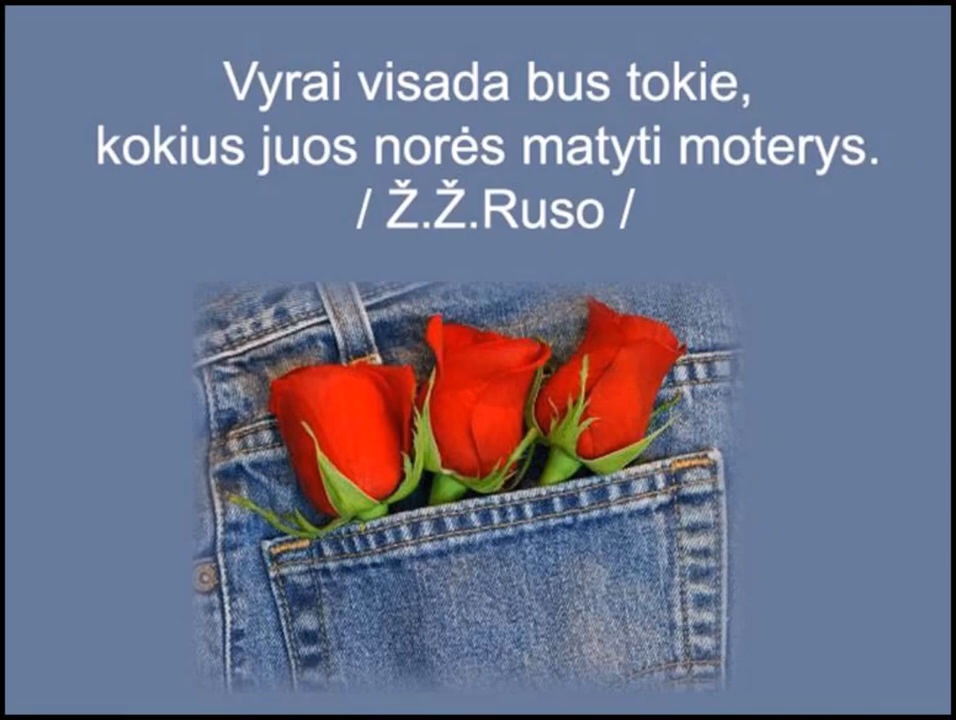 Vyrai visada bus tokie,
kokius juos norės matyti moterys.
/ Ž.Ž.Ruso /